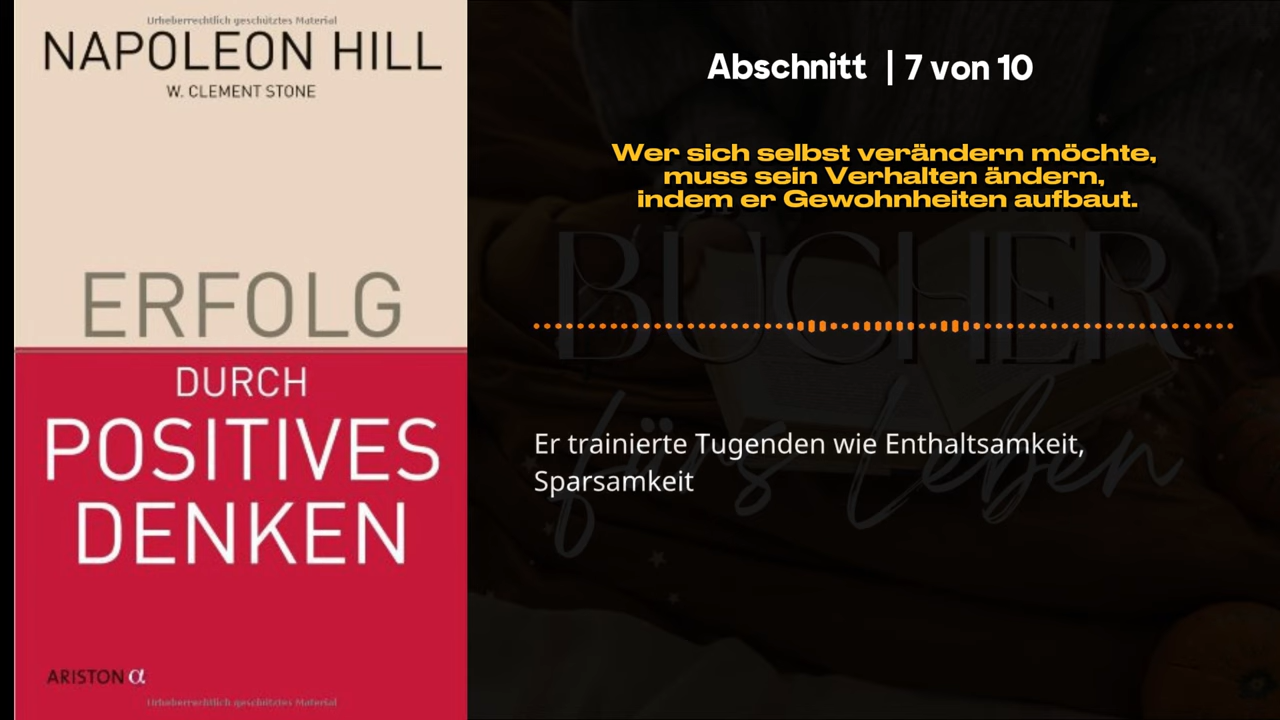 Urheberrechtlich geschütztes Material
NAPOLEON HILL
W. CLEMENT STONE
ERFOLG
DURCH
POSITIVES
DENKEN
ARISTON α
Urheberrechtlich geschütztes Material
Abschnitt | 7 von 10
Wer sich selbst verändern möchte,
muss sein Verhalten ändern,
indem er Gewohnheiten aufbaut.
BÜCHER
fürs Leben
Er trainierte Tugenden wie Enthaltsamkeit,
Sparsamkeit